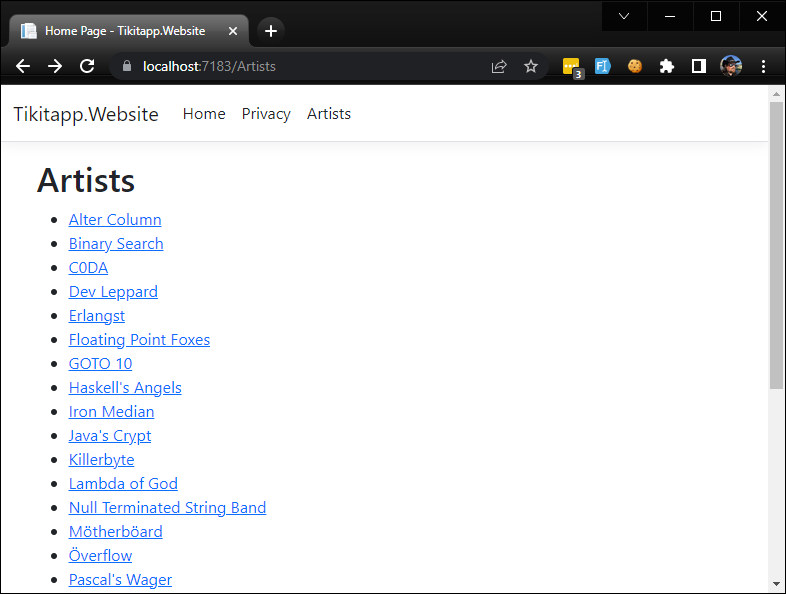 Home Page - Tikitapp.Website
localhost:7183/Artists
3
Tikitapp.Website Home Privacy Artists
Artists
Alter Column
Binary Search
C0DA
Dev Leppard
Erlangst
Floating Point Foxes
GOTO 10
Haskell's Angels
Iron Median
Java's Crypt
Killerbyte
Lambda of God
Null Terminated String Band
Mötherböard
Överflow
Pascal's Wager